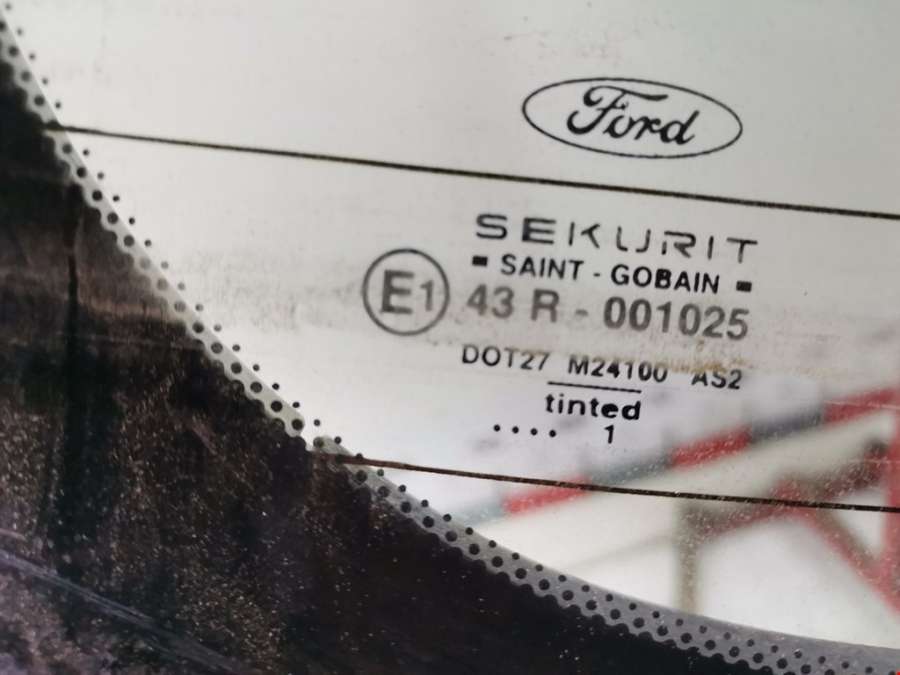 Ford
SEKURIT
SAINT - GOBAIN
E1 43 R - 001025
DOT27 M24100 AS2
tinted
.... 1